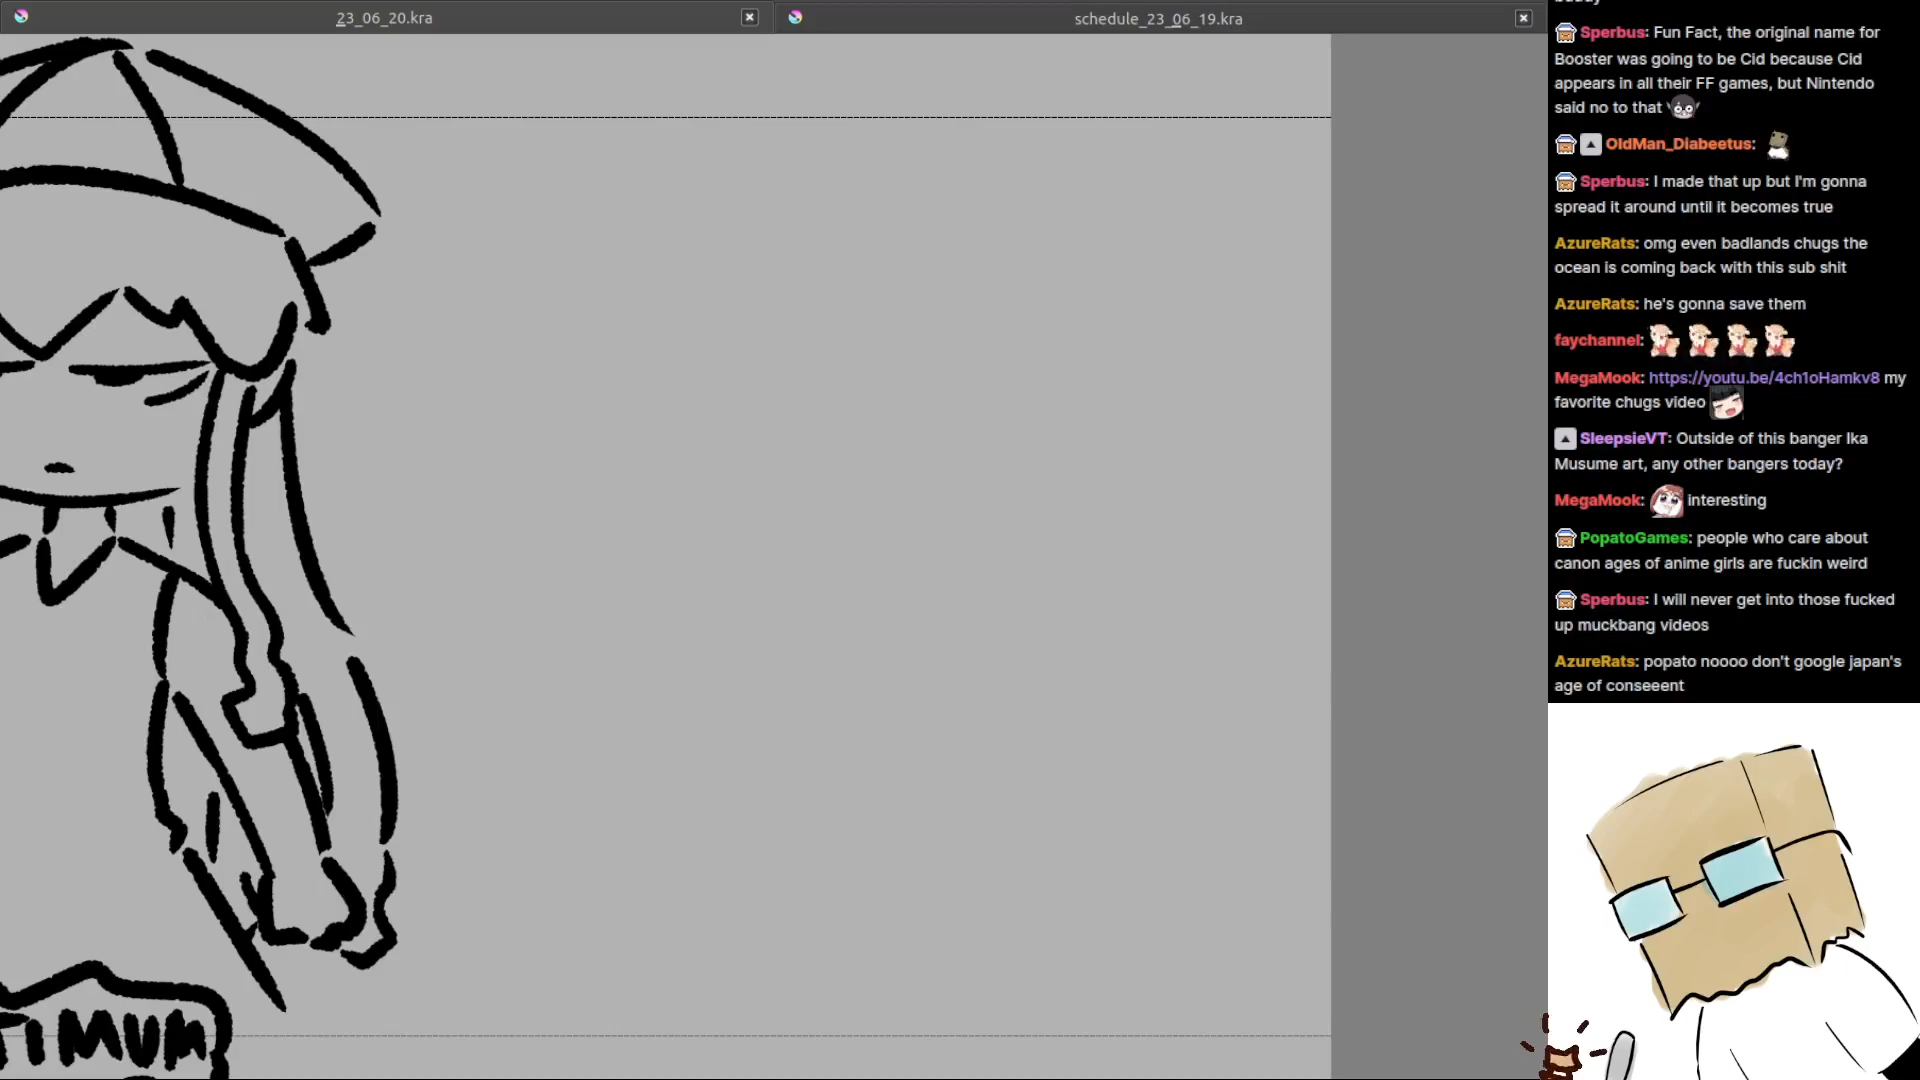 23_06_20.kra
schedule_23_06_19.kra
Sperbus: Fun Fact, the original name for
Booster was going to be Cid because Cid
appears in all their FF games, but Nintendo
said no to that
OldMan_Diabeetus:
Sperbus: I made that up but I'm gonna
spread it around until it becomes true
AzureRats: omg even badlands chugs the
ocean is coming back with this sub shit
AzureRats: he's gonna save them
faychannel:
MegaMook: https://youtu.be/4ch1oHamkv8 my
favorite chugs video
SleepsieVT: Outside of this banger Ika
Musume art, any other bangers today?
MegaMook: interesting
PopatoGames: people who care about
canon ages of anime girls are fuckin weird
Sperbus: I will never get into those fucked
up muckbang videos
AzureRats: popato noooo don't google japan's
age of conseeent
TIMUM